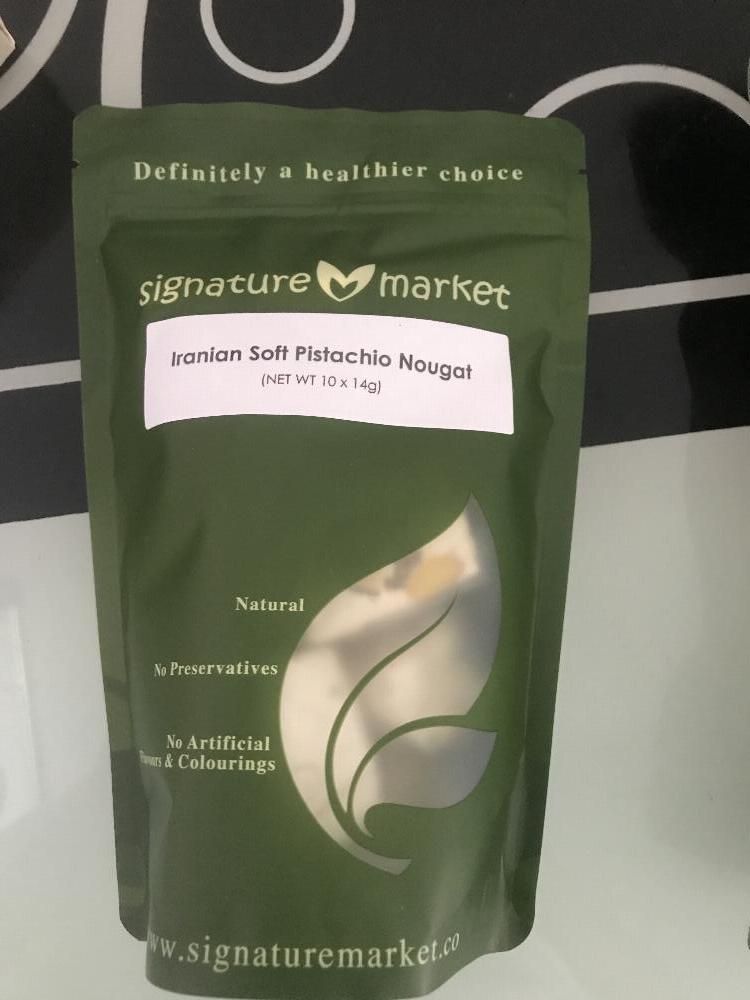 Definitely a healthier choice
signature market
Iranian Soft Pistachio Nougat
(NET WT 10 x 14g)
Natural
No Preservatives
No Artificial
& Colourings
www.signaturemarket.co